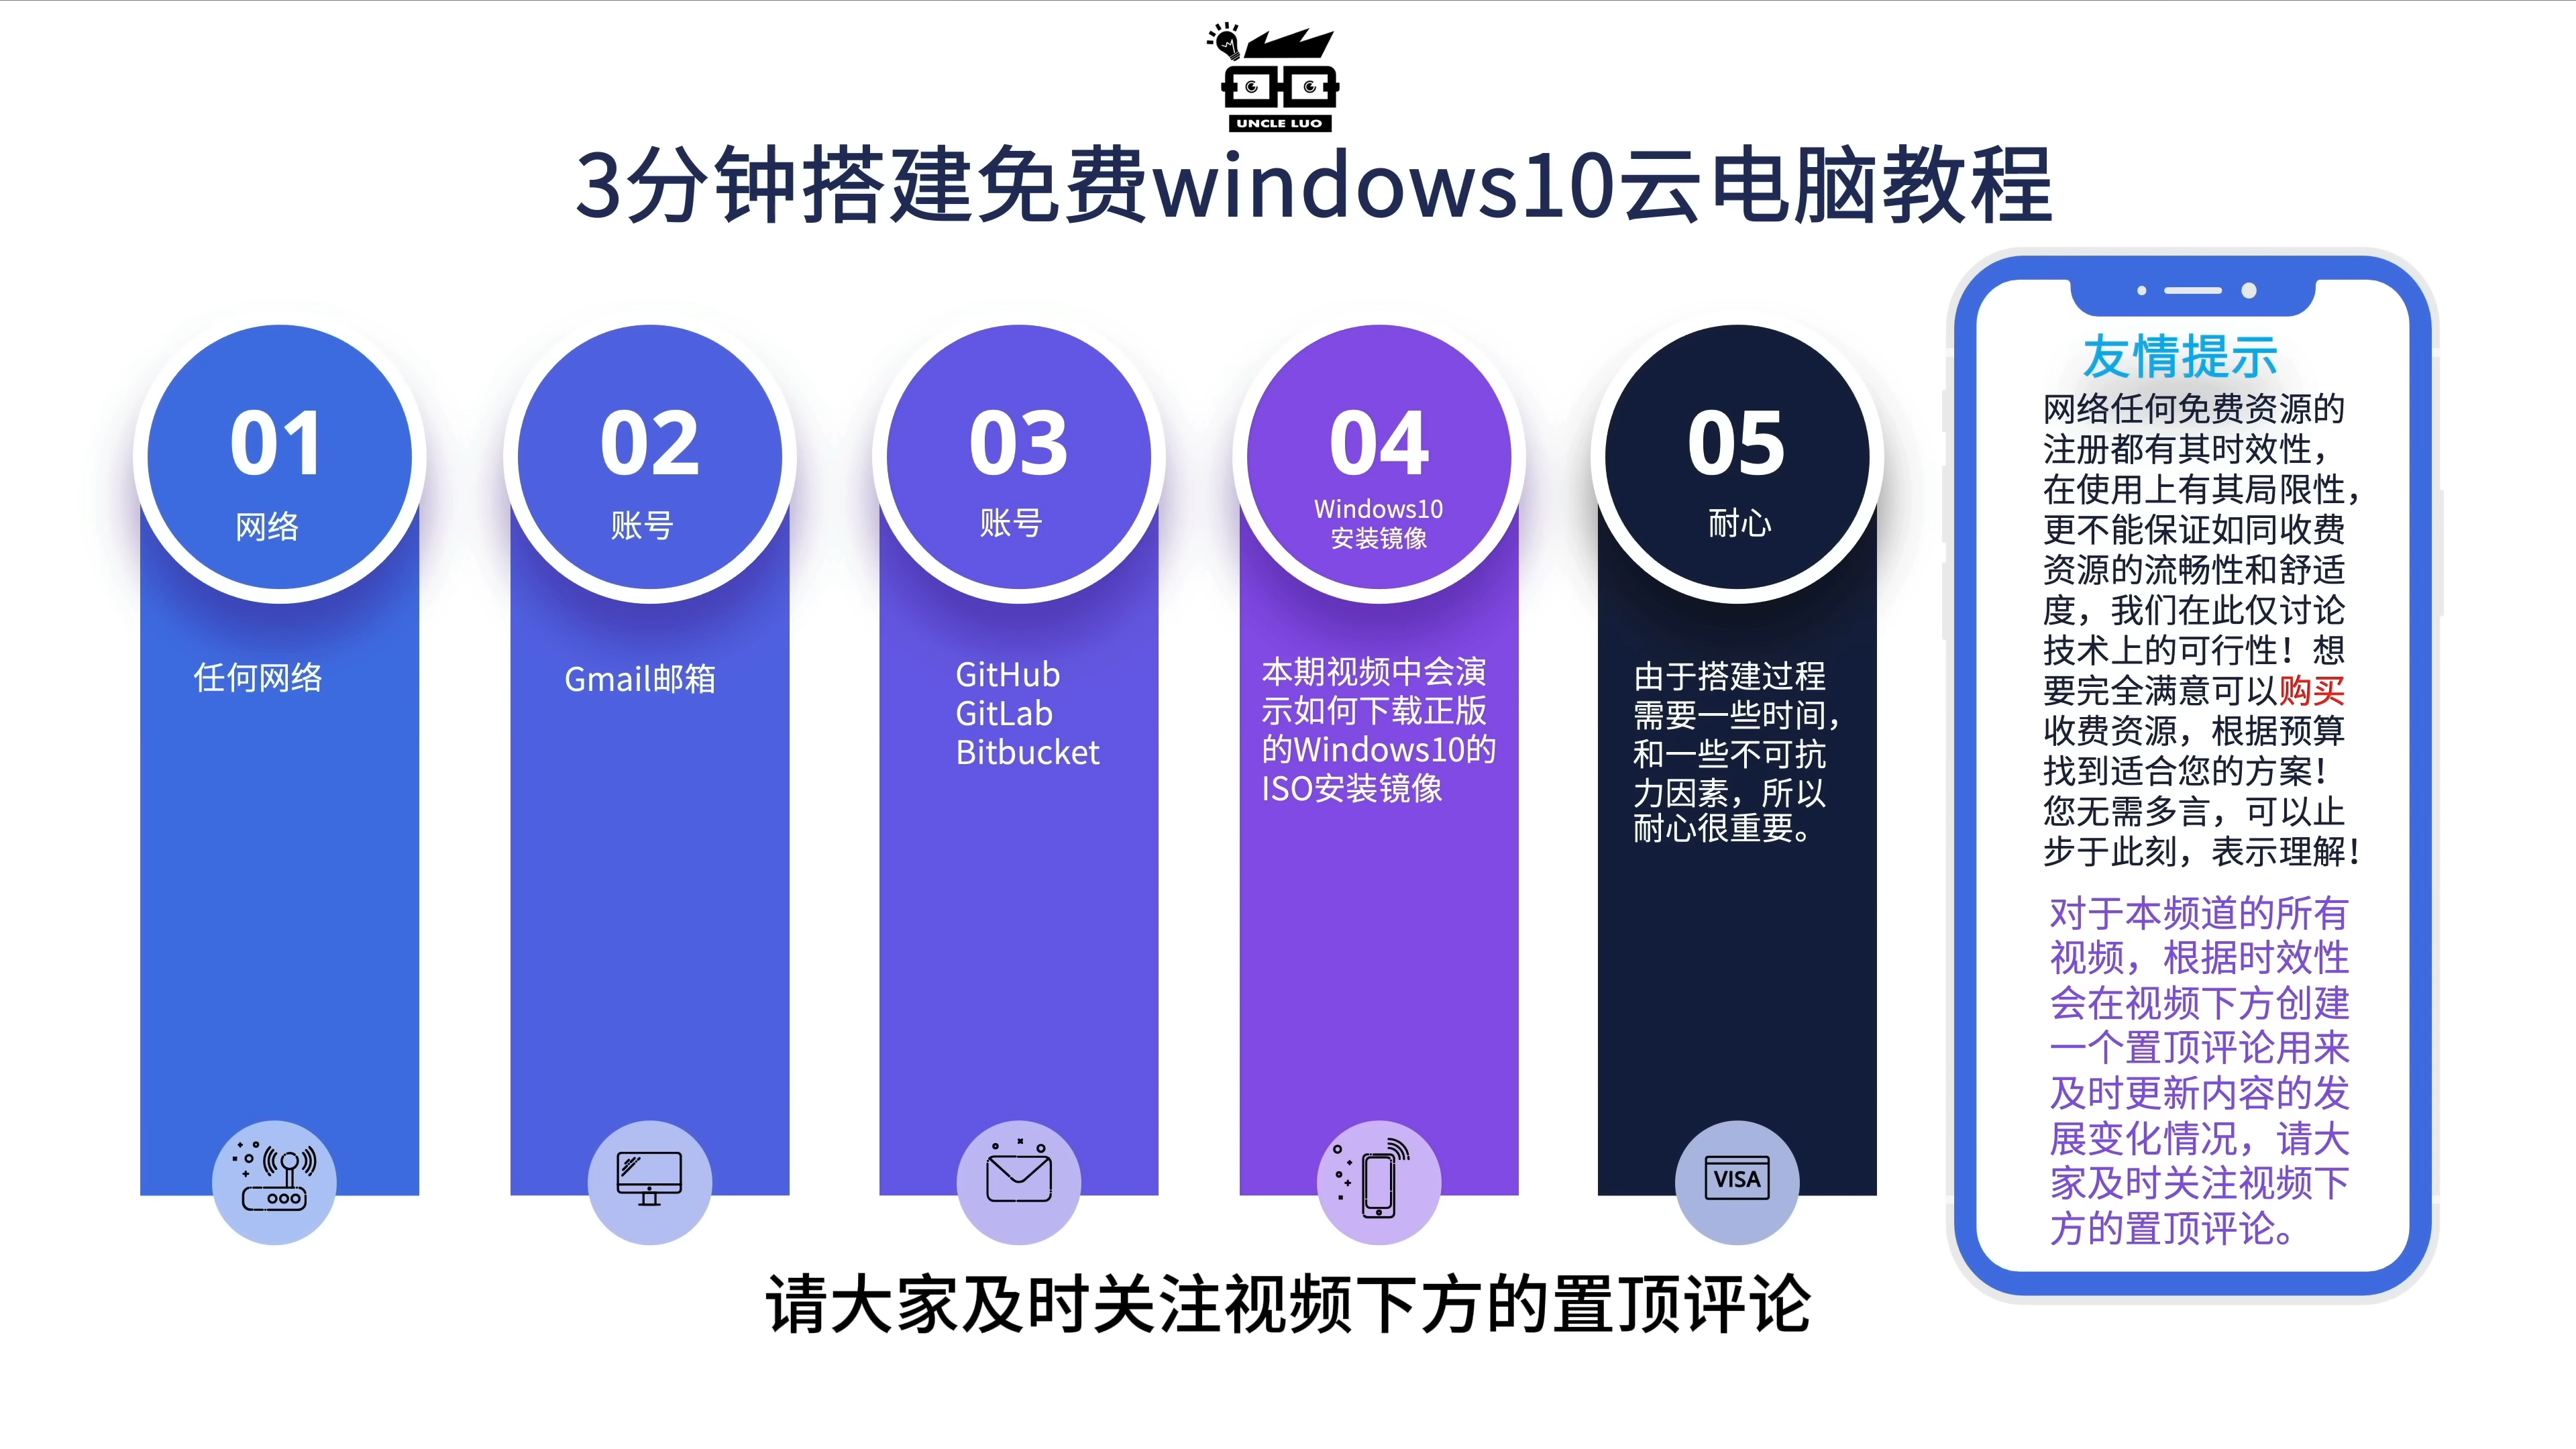 UNCLE LUO
3分钟搭建免费windows10云电脑教程
01
网络
任何网络
02
账号
Gmail邮箱
03
账号
GitHub
GitLab
Bitbucket
04
Windows10
安装镜像
本期视频中会演
示如何下载正版
的Windows10的
ISO安装镜像
05
耐心
由于搭建过程
需要一些时间，
和一些不可抗
力因素，所以
耐心很重要。
VISA
友情提示
网络任何免费资源的
注册都有其时效性，
在使用上有其局限性，
更不能保证如同收费
资源的流畅性和舒适
度，我们在此仅讨论
技术上的可行性！想
要完全满意可以购买
收费资源，根据预算
找到适合您的方案！
您无需多言，可以止
步于此刻，表示理解！
对于本频道的所有
视频，根据时效性
会在视频下方创建
一个置顶评论用来
及时更新内容的发
展变化情况，请大
家及时关注视频下
方的置顶评论。
请大家及时关注视频下方的置顶评论